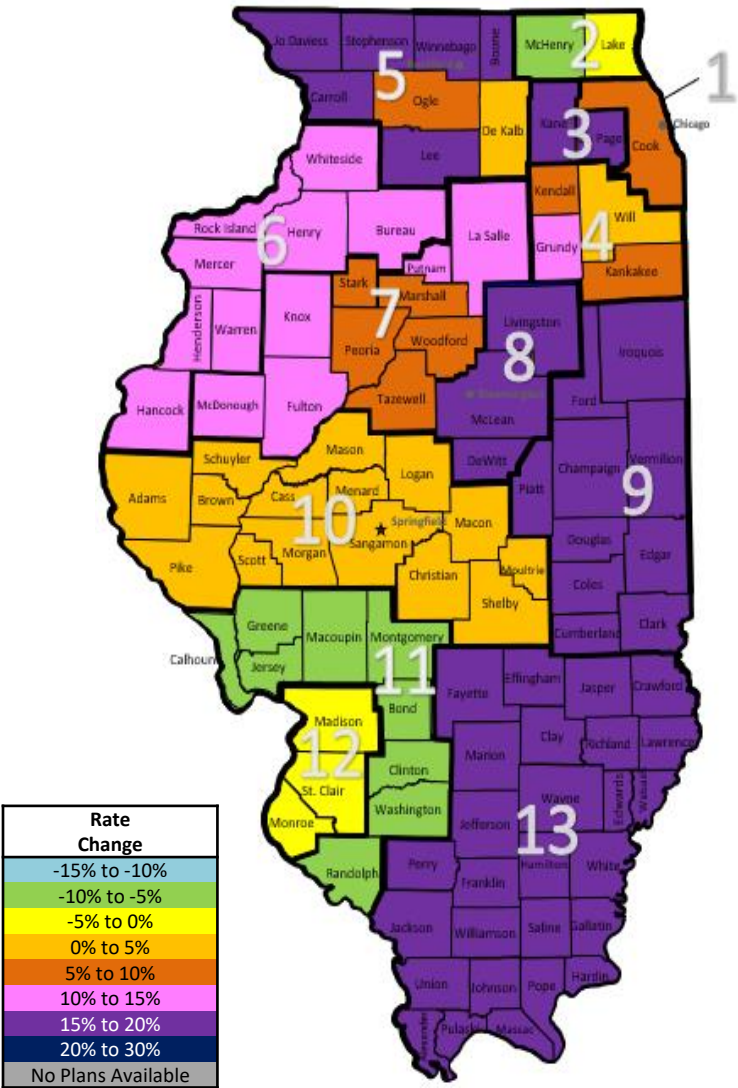 Jo Daviess
Stephenson
Winnebago
Boone
McHenry
2
Lake
1
5
Carroll
Ogle
De Kalb
Kane
3
Page
Chicago
Cook
Lee
Whiteside
Kendall
Will
4
La Salle
Grundy
Kankakee
Rock Island
6
Henry
Bureau
Putnam
Mercer
Stark
Marshall
7
Henderson
Warren
Knox
Peoria
Woodford
Livingston
8
Iroquois
Hancock
McDonough
Fulton
Tazewell
McLean
Ford
DeWitt
Champaign
Vermilion
9
Piatt
Schuyler
Mason
Logan
Adams
Brown
Cass
Menard
10
Springfield
Macon
Sangamon
Scott
Morgan
Pike
Christian
Moultrie
Douglas
Edgar
Coles
Shelby
Cumberland
Clark
Greene
Macoupin
Montgomery
Calhoun
Jersey
11
Bond
Fayette
Effingham
Jasper
Crawford
Madison
12
Clay
Richland
Lawrence
Marion
Clinton
St. Clair
Washington
Monroe
Wayne
Edwards
Wabash
13
Jefferson
Hamilton
White
Randolph
Perry
Franklin
Jackson
Williamson
Saline
Gallatin
Union
Johnson
Pope
Hardin
Alexander
Pulaski
Massac
Rate
Change
-15% to -10%
-10% to -5%
-5% to 0%
0% to 5%
5% to 10%
10% to 15%
15% to 20%
20% to 30%
No Plans Available